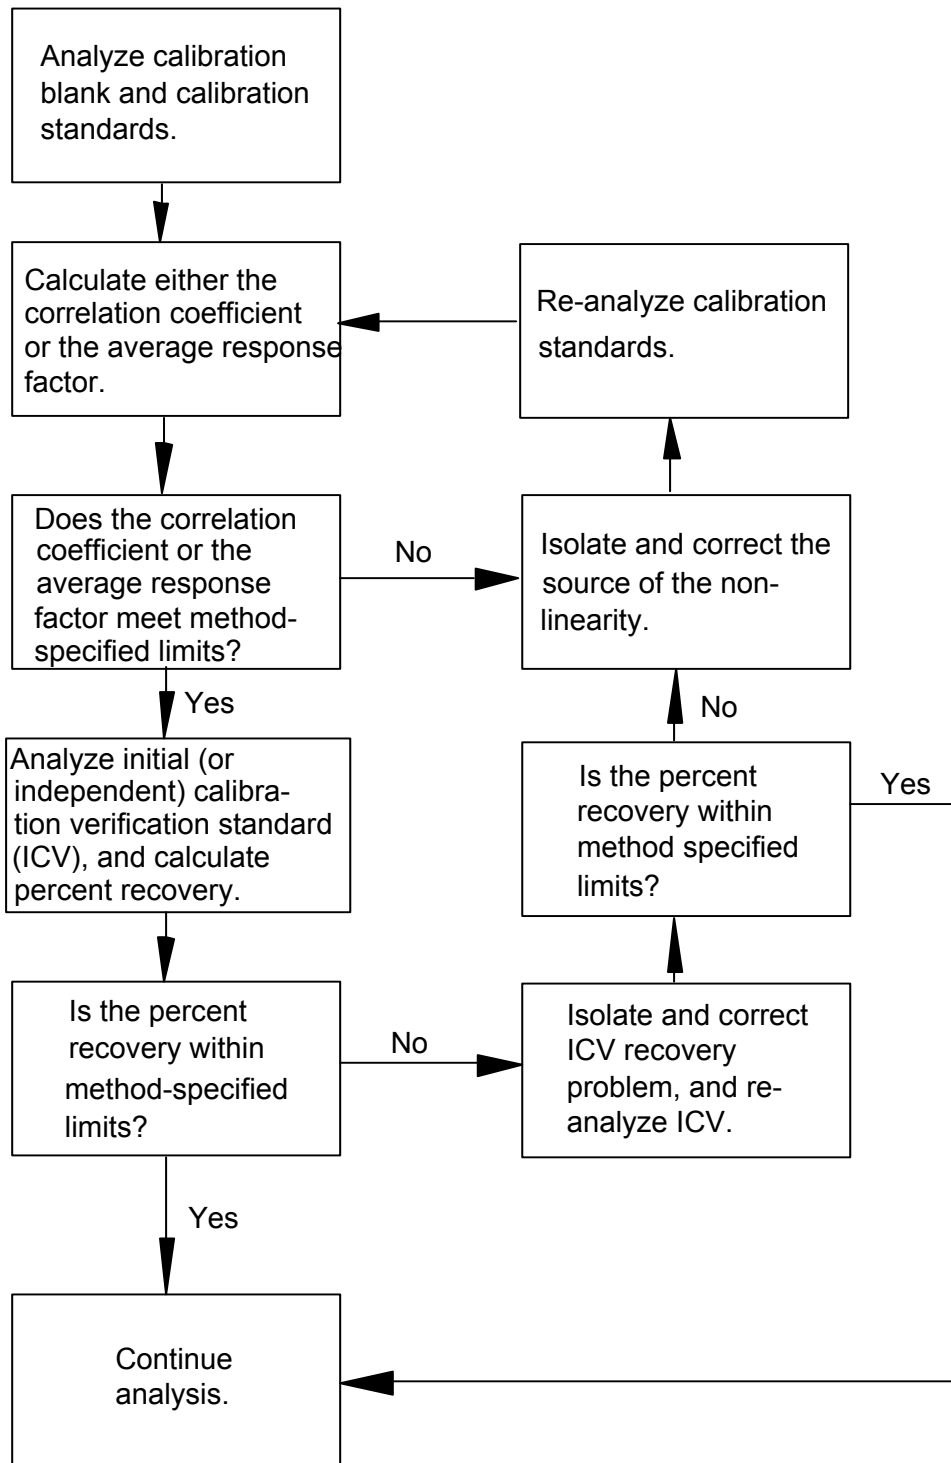 Analyze calibration
blank and calibration
standards.
Calculate either the
correlation coefficient
or the average response
factor.
Re-analyze calibration
standards.
Does the correlation
coefficient or the
average response
factor meet method-
specified limits?
No
Isolate and correct the
source of the non-
linearity.
Yes
No
Analyze initial (or
independent) calibra-
tion verification standard
(ICV), and calculate
percent recovery.
Is the percent
recovery within
method specified
limits?
Yes
Is the percent
recovery within
method-specified
limits?
No
Isolate and correct
ICV recovery
problem, and re-
analyze ICV.
Yes
Continue
analysis.